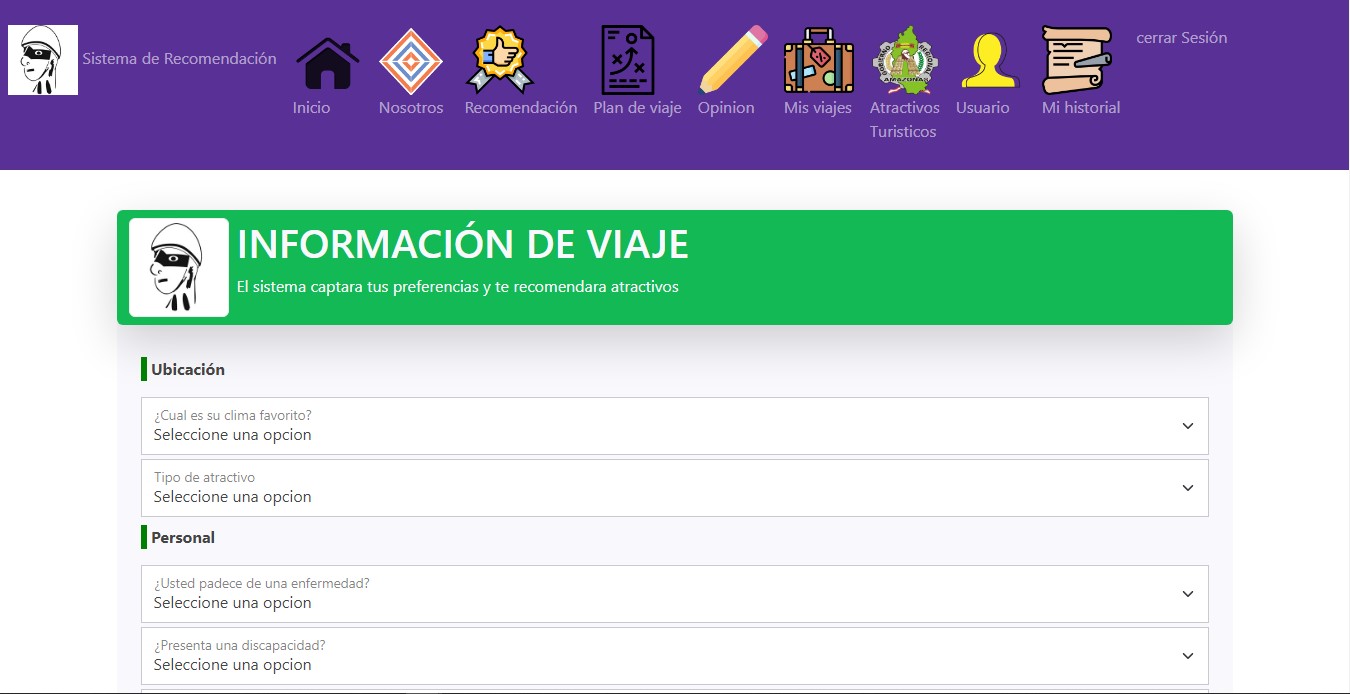 Sistema de Recomendación
Inicio
Nosotros
Recomendación
Plan de viaje
Opinion
Mis viajes
Atractivos
Turisticos
Usuario
Mi historial
cerrar Sesión
INFORMACIÓN DE VIAJE
El sistema captara tus preferencias y te recomendara atractivos
Ubicación
¿Cual es su clima favorito?
Seleccione una opcion
Tipo de atractivo
Seleccione una opcion
Personal
¿Usted padece de una enfermedad?
Seleccione una opcion
¿Presenta una discapacidad?
Seleccione una opcion